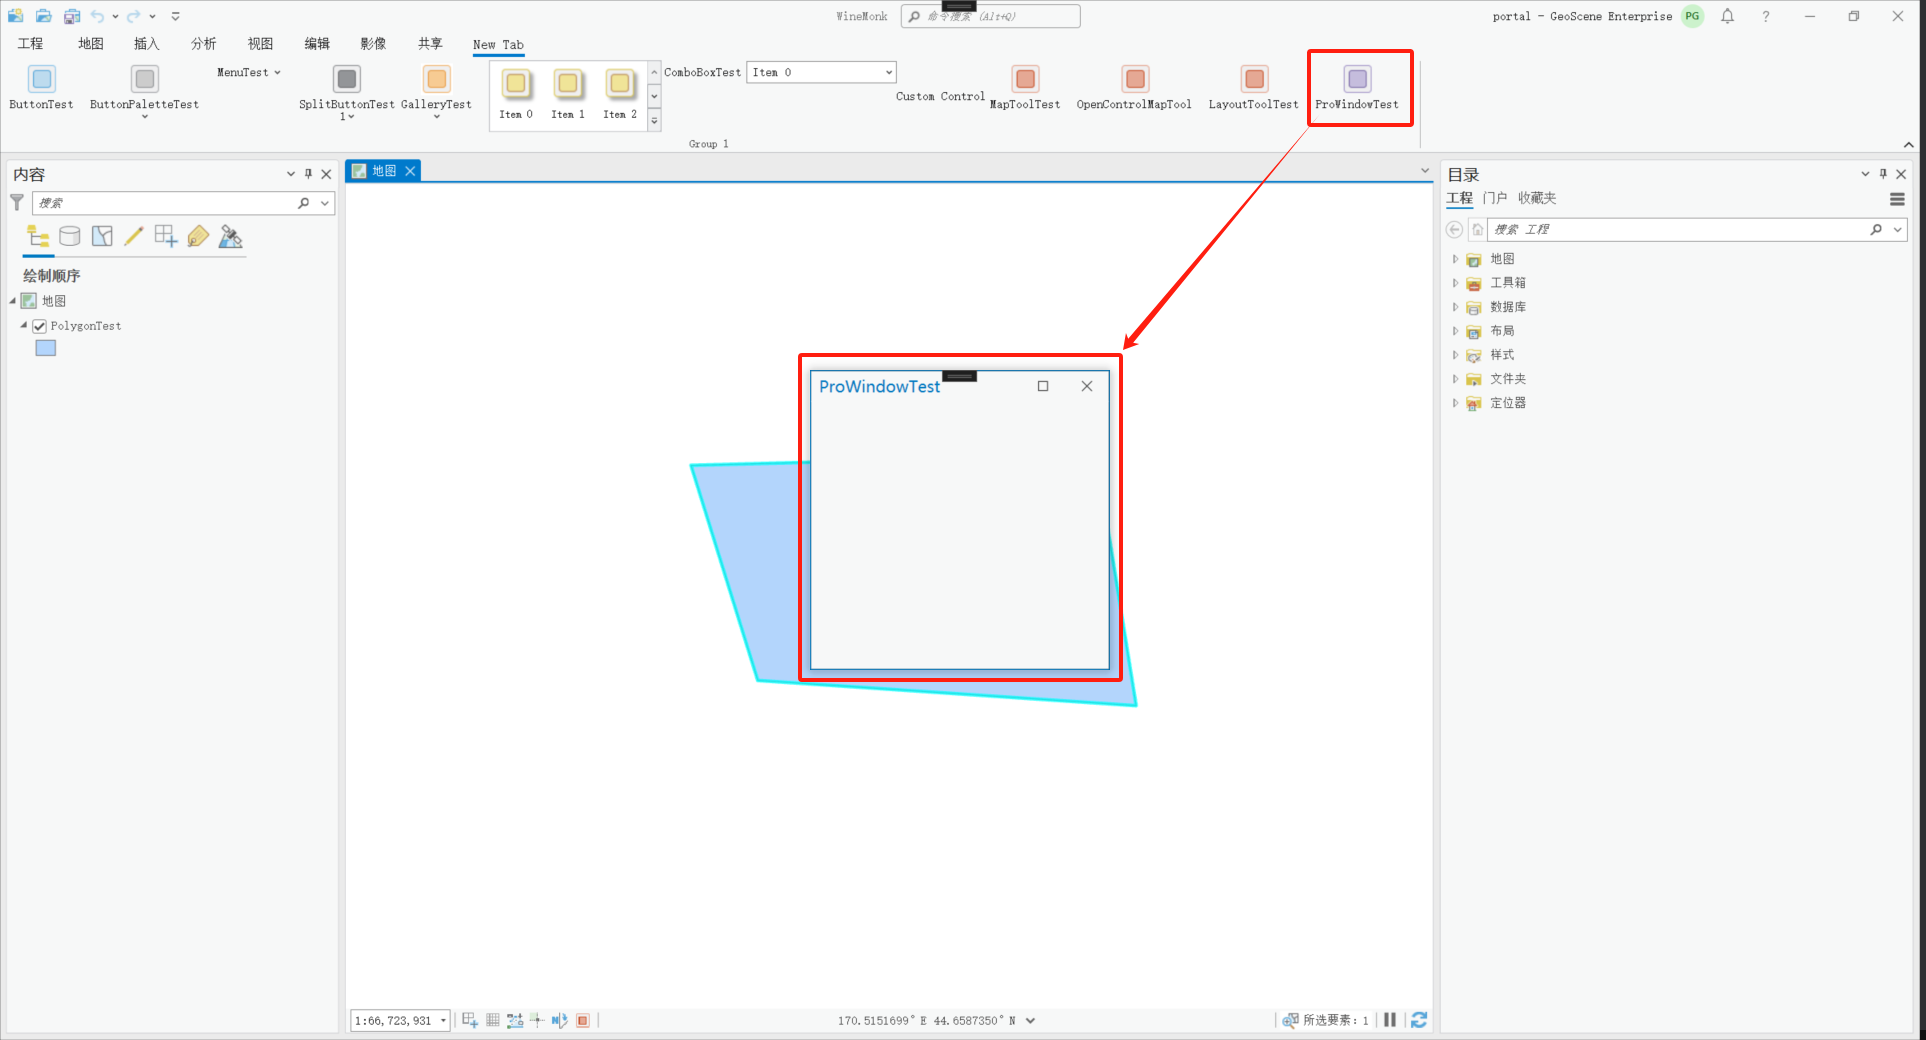 WineMonk
命令搜索 (Alt+Q)
portal - GeoScene Enterprise
PG
?
工程 地图 插入 分析 视图 编辑 影像 共享 New Tab
ButtonTest
ButtonPaletteTest
MenuTest
SplitButtonTest
1
GalleryTest
Item 0
Item 1
Item 2
ComboBoxTest
Item 0
Custom Control
MapToolTest
OpenControlMapTool
LayoutToolTest
ProWindowTest
Group 1
内容
搜索
绘制顺序
地图
PolygonTest
地图
ProWindowTest
1:66,723,931
170.5151699°E 44.6587350°N
所选要素: 1
目录
工程 门户 收藏夹
搜索 工程
地图
工具箱
数据库
布局
样式
文件夹
定位器